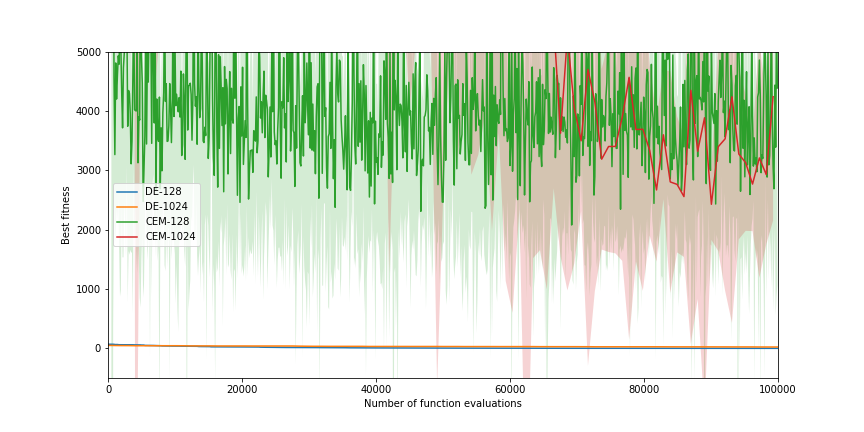 5000
4000
3000
2000
1000
0
Best fitness
DE-128
DE-1024
CEM-128
CEM-1024
0 20000 40000 60000 80000 100000
Number of function evaluations